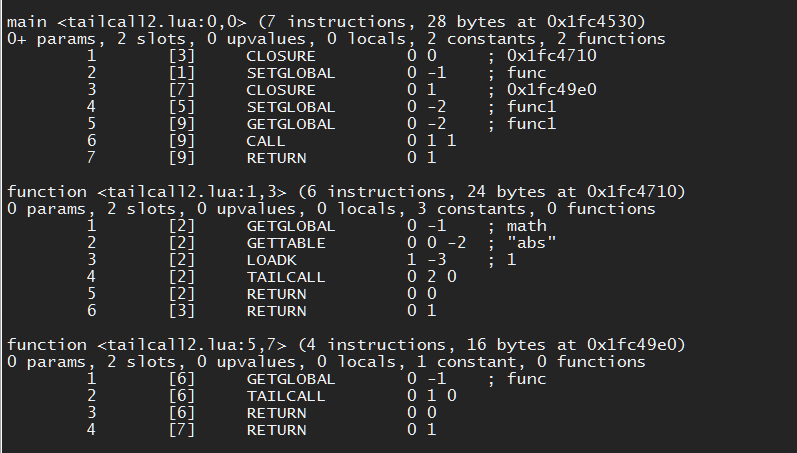 main <tailcall2.lua:0,0> (7 instructions, 28 bytes at 0x1fc4530)
0+ params, 2 slots, 0 upvalues, 0 locals, 2 constants, 2 functions
1 [3] CLOSURE 0 0 ; 0x1fc4710
2 [1] SETGLOBAL 0 -1 ; func
3 [7] CLOSURE 0 1 ; 0x1fc49e0
4 [5] SETGLOBAL 0 -2 ; func1
5 [9] GETGLOBAL 0 -2 ; func1
6 [9] CALL 0 1 1
7 [9] RETURN 0 1
function <tailcall2.lua:1,3> (6 instructions, 24 bytes at 0x1fc4710)
0 params, 2 slots, 0 upvalues, 0 locals, 3 constants, 0 functions
1 [2] GETGLOBAL 0 -1 ; math
2 [2] GETTABLE 0 0 -2 ; "abs"
3 [2] LOADK 1 -3 ; 1
4 [2] TAILCALL 0 2 0
5 [2] RETURN 0 0
6 [3] RETURN 0 1
function <tailcall2.lua:5,7> (4 instructions, 16 bytes at 0x1fc49e0)
0 params, 2 slots, 0 upvalues, 0 locals, 1 constant, 0 functions
1 [6] GETGLOBAL 0 -1 ; func
2 [6] TAILCALL 0 1 0
3 [6] RETURN 0 0
4 [7] RETURN 0 1